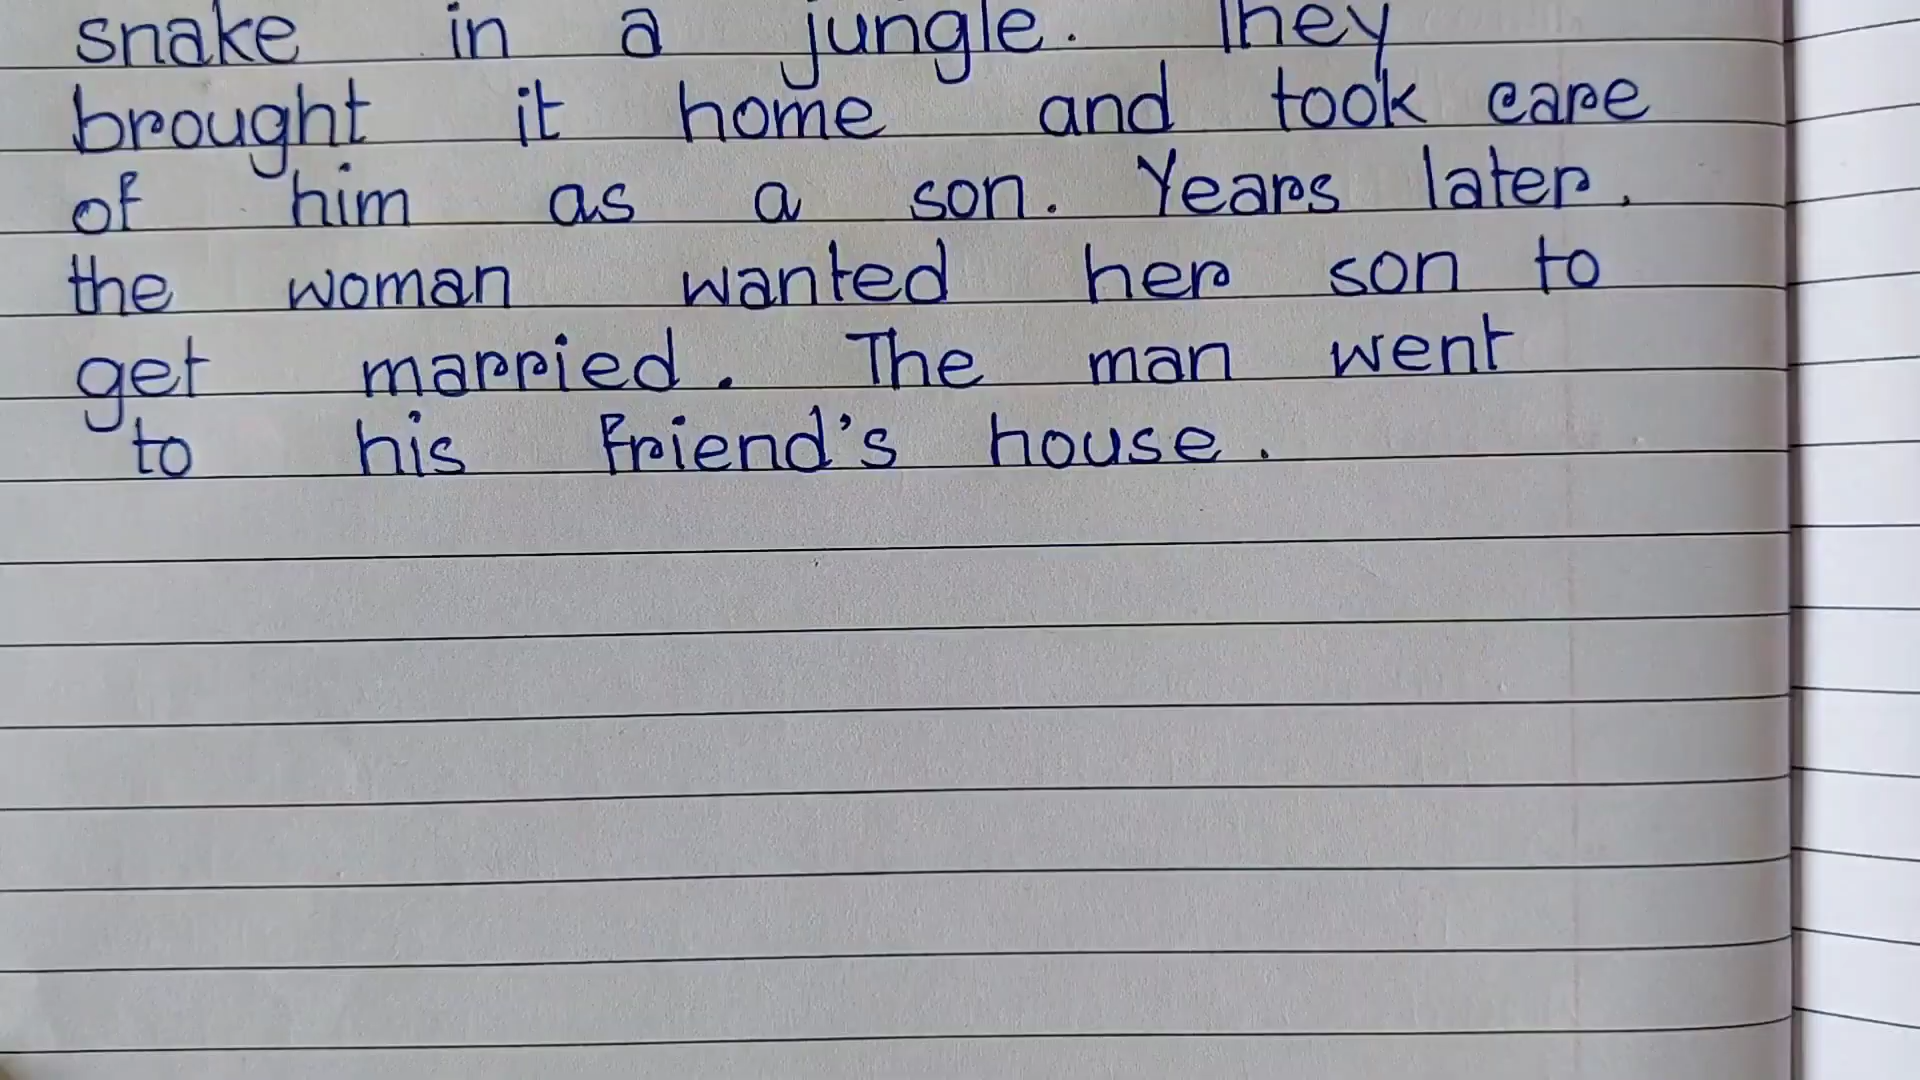 snake in a jungle. They
brought it home and took care
of him as a son. Years later,
the woman wanted her son to
get married. The man went
to his friend's house.